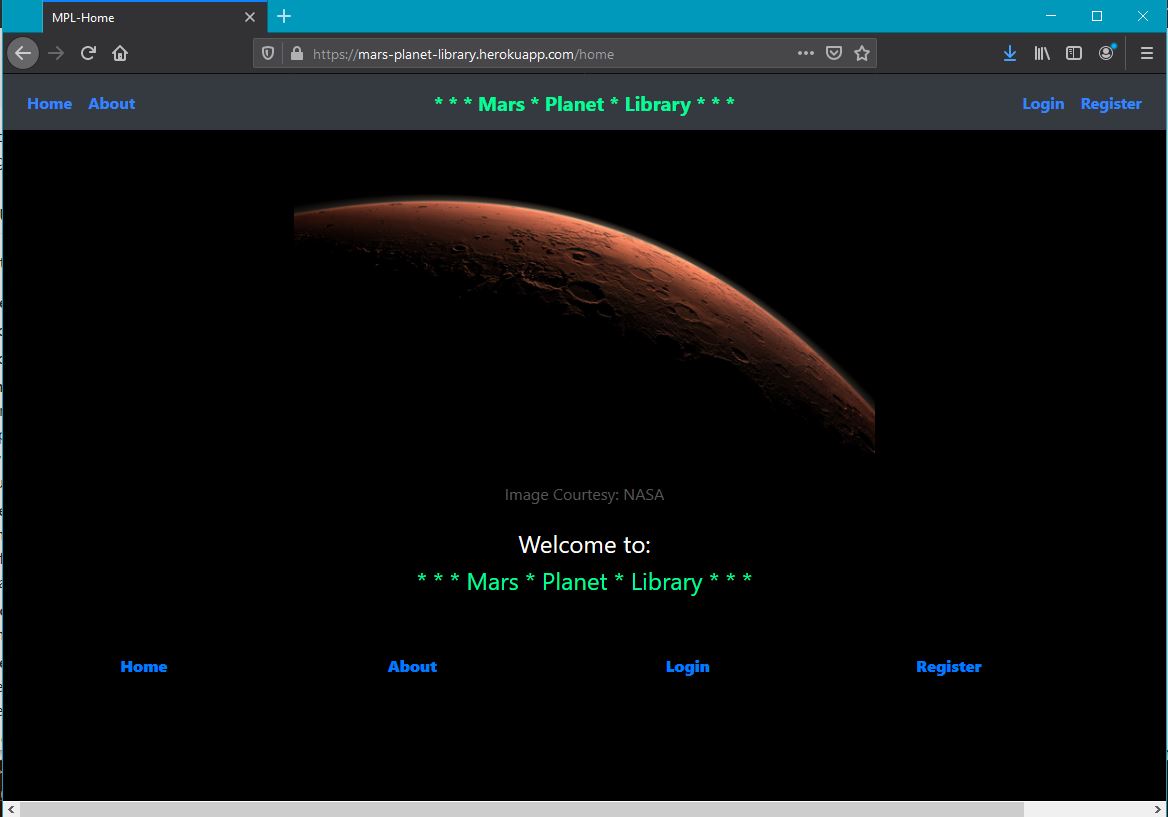 MPL-Home
https://mars-planet-library.herokuapp.com/home
Home About * * * Mars * Planet * Library * * * Login Register
Image Courtesy: NASA
Welcome to:
* * * Mars * Planet * Library * * *
Home About Login Register